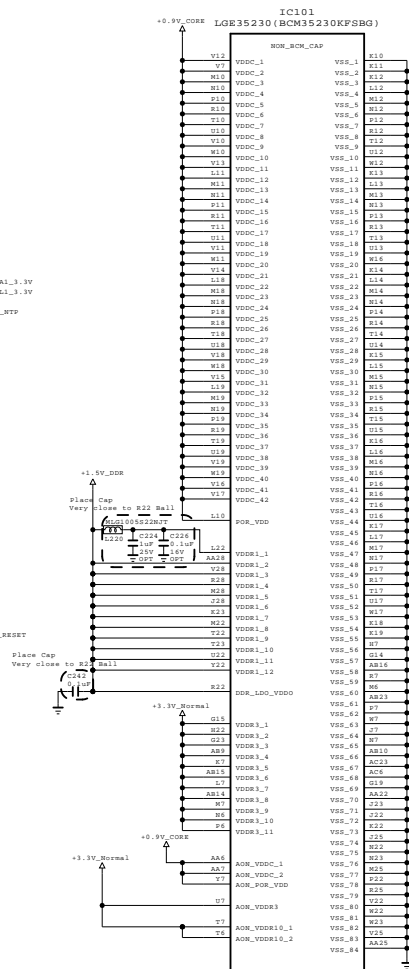 IC101
LGE35230(BCM35230KFSBG)
+0.9V_CORE
NON_BCM_CAP
V12 VDDC_1
V7 VDDC_2
M10 VDDC_3
N10 VDDC_4
P10 VDDC_5
R10 VDDC_6
T10 VDDC_7
U10 VDDC_8
V10 VDDC_9
W10 VDDC_10
V13 VDDC_11
L11 VDDC_12
M11 VDDC_13
N11 VDDC_14
P11 VDDC_15
R11 VDDC_16
T11 VDDC_17
U11 VDDC_18
V11 VDDC_19
W11 VDDC_20
V14 VDDC_21
L18 VDDC_22
M18 VDDC_23
N18 VDDC_24
P18 VDDC_25
R18 VDDC_26
T18 VDDC_27
U18 VDDC_28
V18 VDDC_29
W18 VDDC_30
V15 VDDC_31
L19 VDDC_32
M19 VDDC_33
N19 VDDC_34
P19 VDDC_35
R19 VDDC_36
T19 VDDC_37
U19 VDDC_38
V19 VDDC_39
W19 VDDC_40
V16 VDDC_41
V17 VDDC_42
L10 POR_VDD
A1_3.3V
L1_3.3V
_NTP
+1.5V_DDR
Place Cap
Very close to R22 Ball
MLG1005S22NJT
L220
C224
1uF
25V
OPT
C226
0.1uF
16V
OPT
L22 VDDR1_1
AA28 VDDR1_2
V28 VDDR1_3
R28 VDDR1_4
M28 VDDR1_5
J28 VDDR1_6
K23 VDDR1_7
M22 VDDR1_8
T22 VDDR1_9
T23 VDDR1_10
U22 VDDR1_11
Y22 VDDR1_12
_RESET
Place Cap
Very close to R22 Ball
C242
0.1uF
R22 DDR_LDO_VDDO
+3.3V_Normal
G15 VDDR3_1
H22 VDDR3_2
G23 VDDR3_3
AB9 VDDR3_4
K7 VDDR3_5
AB15 VDDR3_6
L7 VDDR3_7
AB14 VDDR3_8
M7 VDDR3_9
N6 VDDR3_10
P6 VDDR3_11
+0.9V_CORE
AA6 AON_VDDC_1
AA7 AON_VDDC_2
Y7 AON_POR_VDD
+3.3V_Normal
U7 AON_VDDR3
T7 AON_VDDR10_1
T6 AON_VDDR10_2
VSS_1 K10
VSS_2 K11
VSS_3 K12
VSS_4 L12
VSS_5 M12
VSS_6 N12
VSS_7 P12
VSS_8 R12
VSS_9 T12
VSS_10 U12
VSS_11 W12
VSS_12 K13
VSS_13 L13
VSS_14 M13
VSS_15 N13
VSS_16 P13
VSS_17 R13
VSS_18 T13
VSS_19 U13
VSS_20 W16
VSS_21 K14
VSS_22 L14
VSS_23 M14
VSS_24 N14
VSS_25 P14
VSS_26 R14
VSS_27 T14
VSS_28 U14
VSS_29 K15
VSS_30 L15
VSS_31 M15
VSS_32 N15
VSS_33 P15
VSS_34 R15
VSS_35 T15
VSS_36 U15
VSS_37 K16
VSS_38 L16
VSS_39 M16
VSS_40 N16
VSS_41 P16
VSS_42 R16
VSS_43 T16
VSS_44 U16
VSS_45 K17
VSS_46 L17
VSS_47 M17
VSS_48 N17
VSS_49 P17
VSS_50 R17
VSS_51 T17
VSS_52 U17
VSS_53 W17
VSS_54 K18
VSS_55 K19
VSS_56 H7
VSS_57 G14
VSS_58 AB16
VSS_59 R7
VSS_60 M6
VSS_61 AB23
VSS_62 P7
VSS_63 W7
VSS_64 J7
VSS_65 N7
VSS_66 AB10
VSS_67 AC23
VSS_68 AC6
VSS_69 G19
VSS_70 AA22
VSS_71 J23
VSS_72 J22
VSS_73 K22
VSS_74 J25
VSS_75 N22
VSS_76 N23
VSS_77 M25
VSS_78 P22
VSS_79 R25
VSS_80 V22
VSS_81 W22
VSS_82 W23
VSS_83 V25
VSS_84 AA25